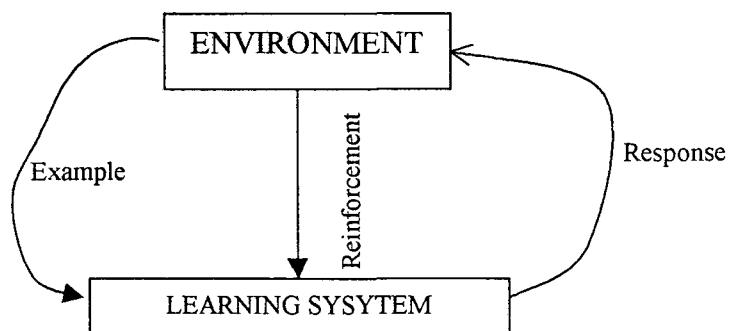 ENVIRONMENT
Example
Reinforcement
Response
LEARNING SYSYTEM